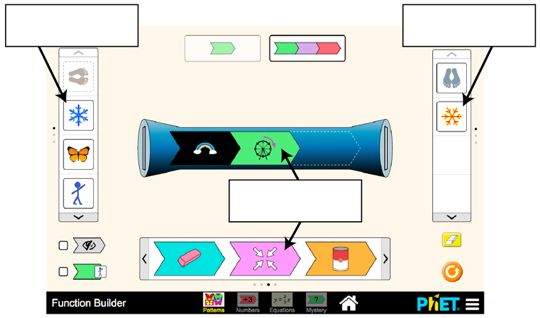 Function Builder
Patterns
Numbers
Equations
Mystery
PhET